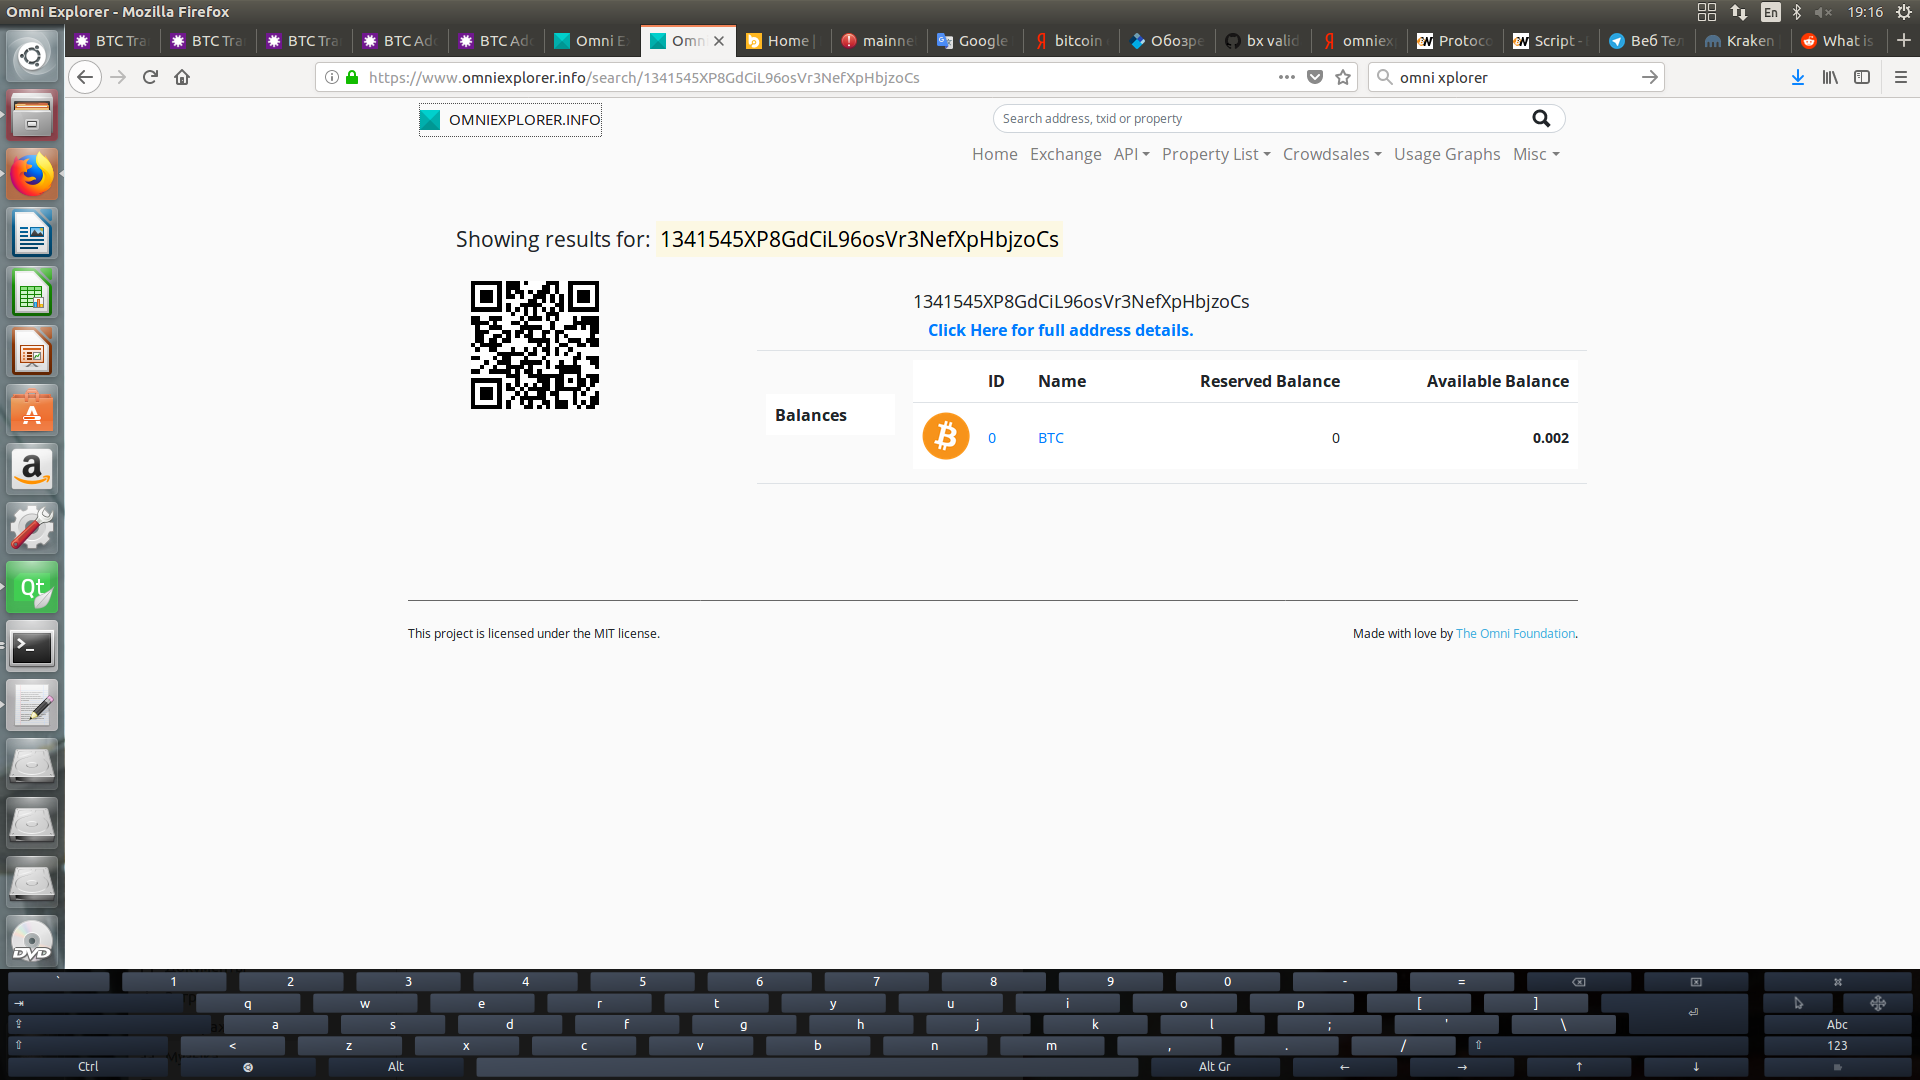 Omni Explorer - Mozilla Firefox
En 19:16
BTC Tra BTC Tra BTC Tra BTC Ad BTC Ad Omni E Omn Home mainne Google bitcoin Обозре bx valid omniex Protoc Script - Веб Тел Kraken What is
https://www.omniexplorer.info/search/1341545XP8GdCiL96osVr3NefXpHbjzoCs
omni xplorer
OMNIEXPLORER.INFO
Search address, txid or property
Home Exchange API Property List Crowdsales Usage Graphs Misc
Showing results for: 1341545XP8GdCiL96osVr3NefXpHbjzoCs
1341545XP8GdCiL96osVr3NefXpHbjzoCs
Click Here for full address details.
ID Name Reserved Balance Available Balance
Balances
0 BTC 0 0.002
This project is licensed under the MIT license.
Made with love by The Omni Foundation.
Qt
DVD
` 1 2 3 4 5 6 7 8 9 0 - =
q w e r t y u i o p [ ]
a s d f g h j k l ; ' \ Abc
< z x c v b n m , . / 123
Ctrl Alt Alt Gr ← → ↑ ↓